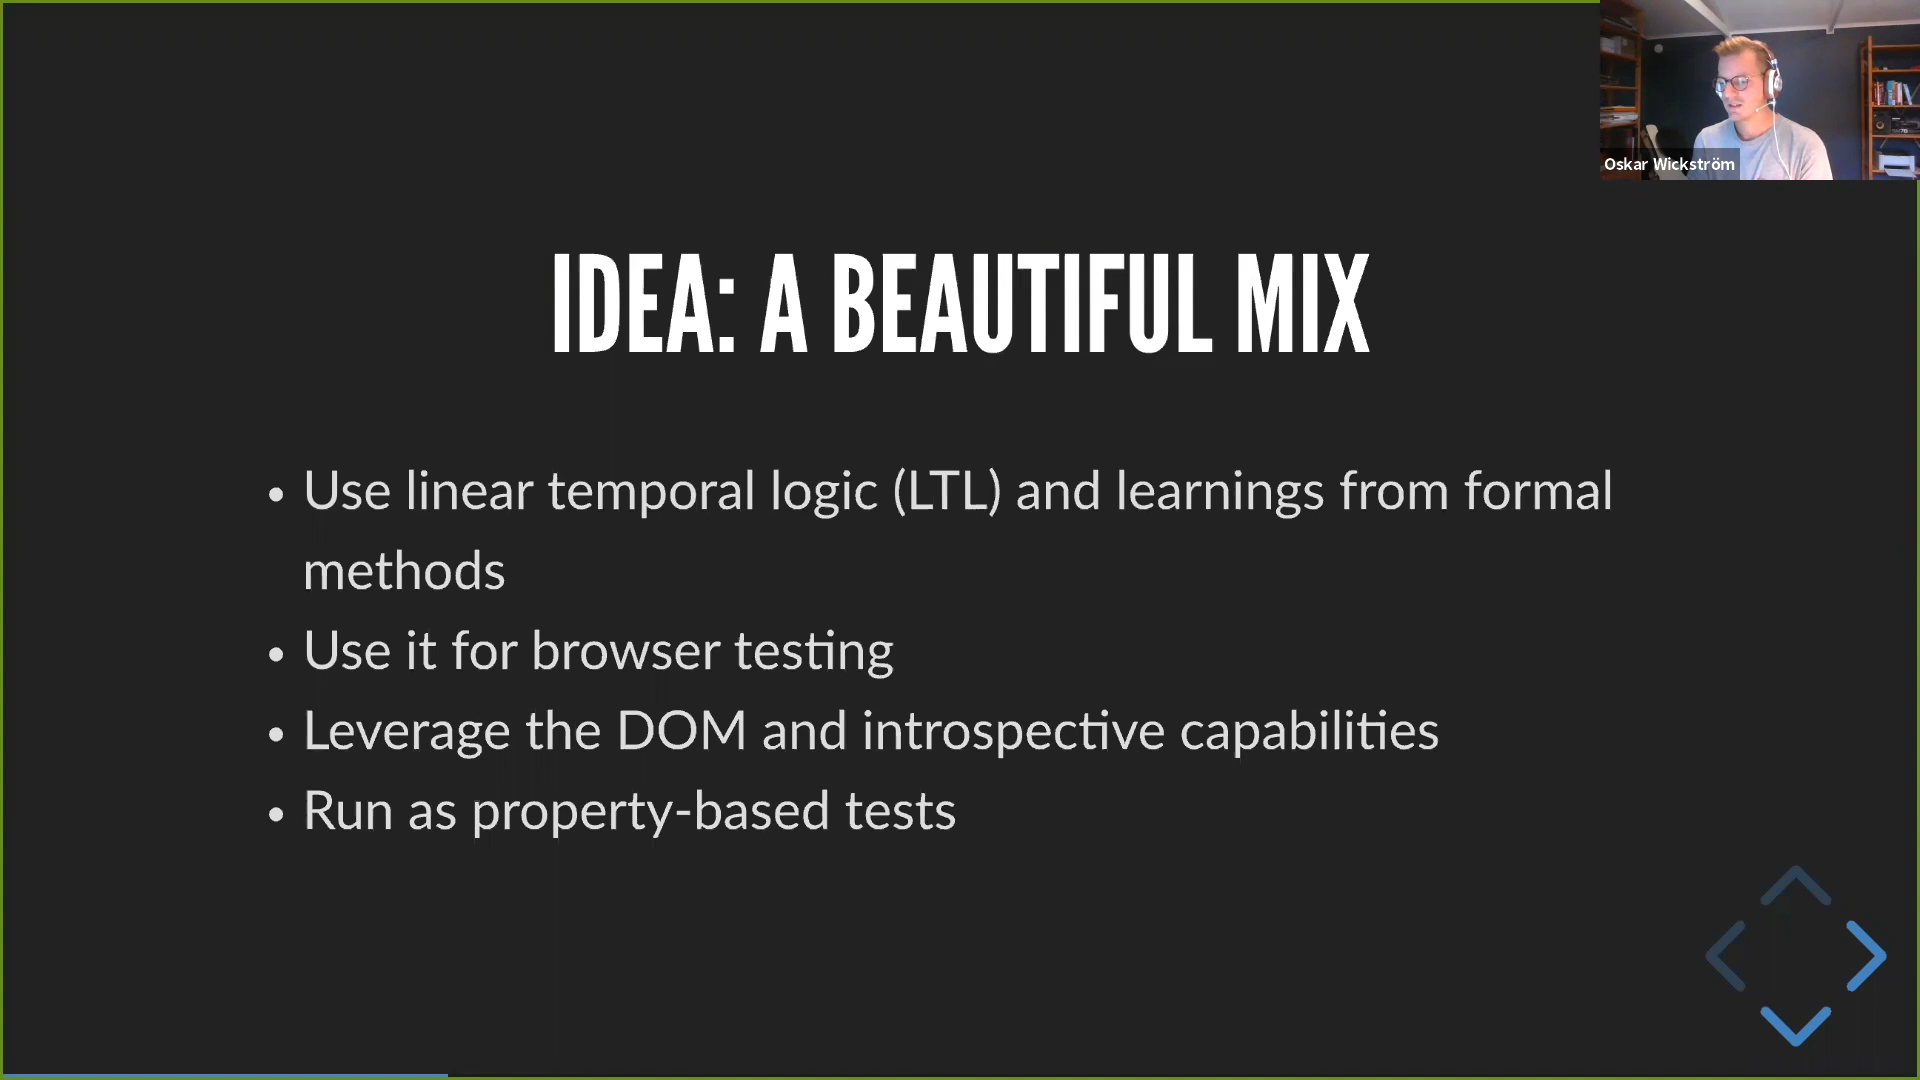 Oskar Wickström
IDEA: A BEAUTIFUL MIX
• Use linear temporal logic (LTL) and learnings from formal
methods
• Use it for browser testing
• Leverage the DOM and introspective capabilities
• Run as property-based tests